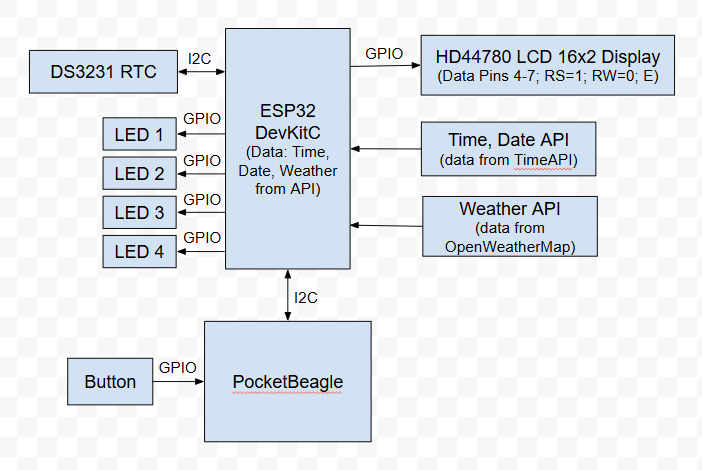 DS3231 RTC
I2C
ESP32
DevKitC
(Data: Time,
Date, Weather
from API)
GPIO
HD44780 LCD 16x2 Display
(Data Pins 4-7; RS=1; RW=0; E)
GPIO
LED 1
GPIO
LED 2
GPIO
LED 3
GPIO
LED 4
Time, Date API
(data from TimeAPI)
Weather API
(data from
OpenWeatherMap)
I2C
Button
GPIO
PocketBeagle